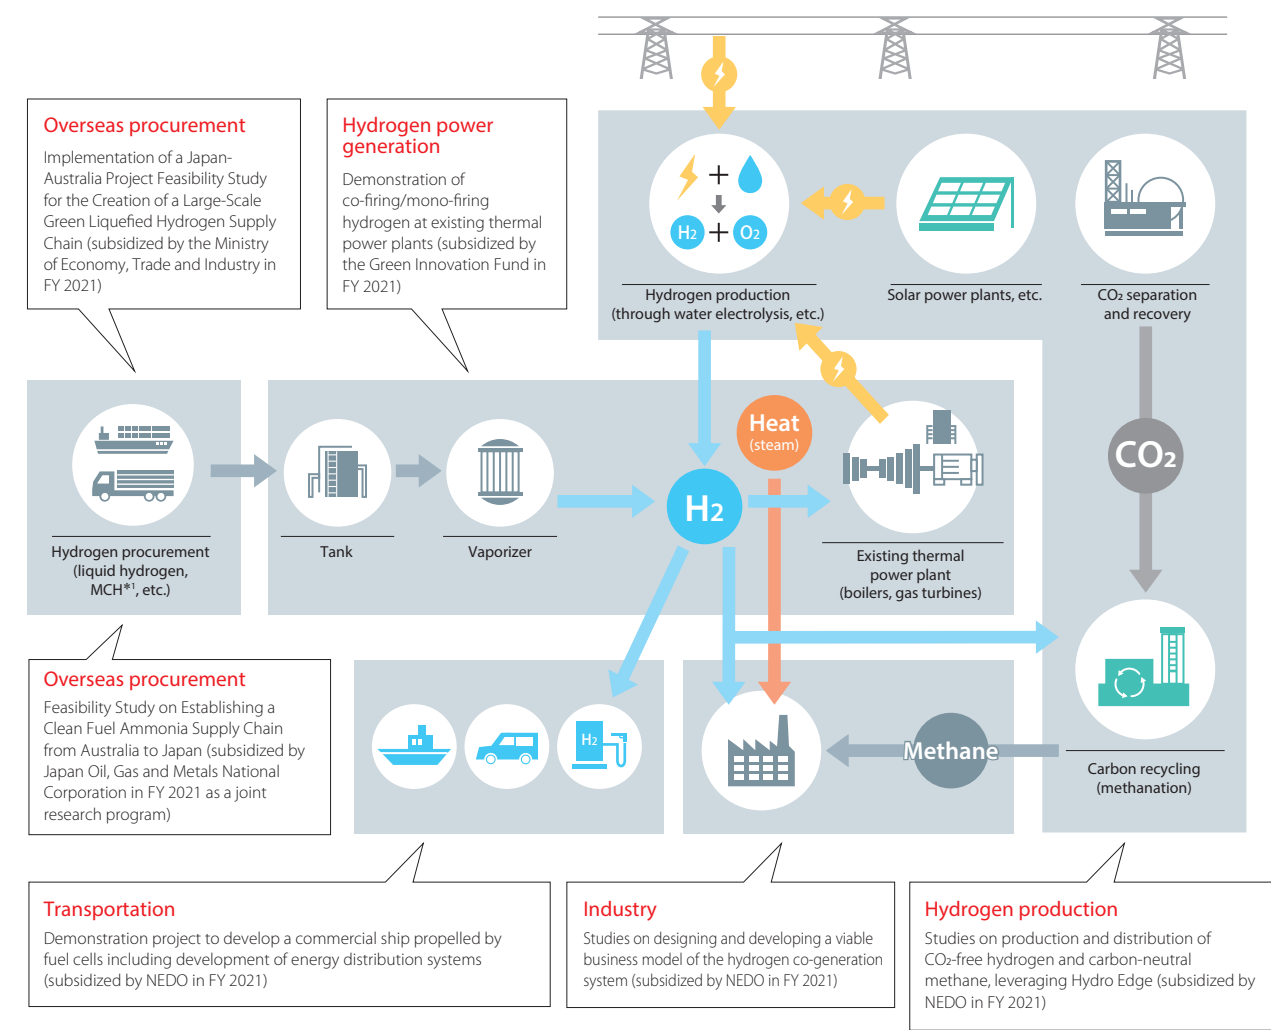 Overseas procurement
Implementation of a Japan-
Australia Project Feasibility Study
for the Creation of a Large-Scale
Green Liquefied Hydrogen Supply
Chain (subsidized by the Ministry
of Economy, Trade and Industry in
FY 2021)
Hydrogen power
generation
Demonstration of
co-firing/mono-firing
hydrogen at existing thermal
power plants (subsidized by
the Green Innovation Fund in
FY 2021)
+
H2 + O2
Hydrogen production
(through water electrolysis, etc.)
Solar power plants, etc.
CO2 separation
and recovery
Heat
(steam)
CO2
H2
Hydrogen procurement
(liquid hydrogen,
MCH*1, etc.)
Tank
Vaporizer
Existing thermal
power plant
(boilers, gas turbines)
Overseas procurement
Feasibility Study on Establishing a
Clean Fuel Ammonia Supply Chain
from Australia to Japan (subsidized by
Japan Oil, Gas and Metals National
Corporation in FY 2021 as a joint
research program)
H2
Methane
Carbon recycling
(methanation)
Transportation
Demonstration project to develop a commercial ship propelled by
fuel cells including development of energy distribution systems
(subsidized by NEDO in FY 2021)
Industry
Studies on designing and developing a viable
business model of the hydrogen co-generation
system (subsidized by NEDO in FY 2021)
Hydrogen production
Studies on production and distribution of
CO2-free hydrogen and carbon-neutral
methane, leveraging Hydro Edge (subsidized by
NEDO in FY 2021)